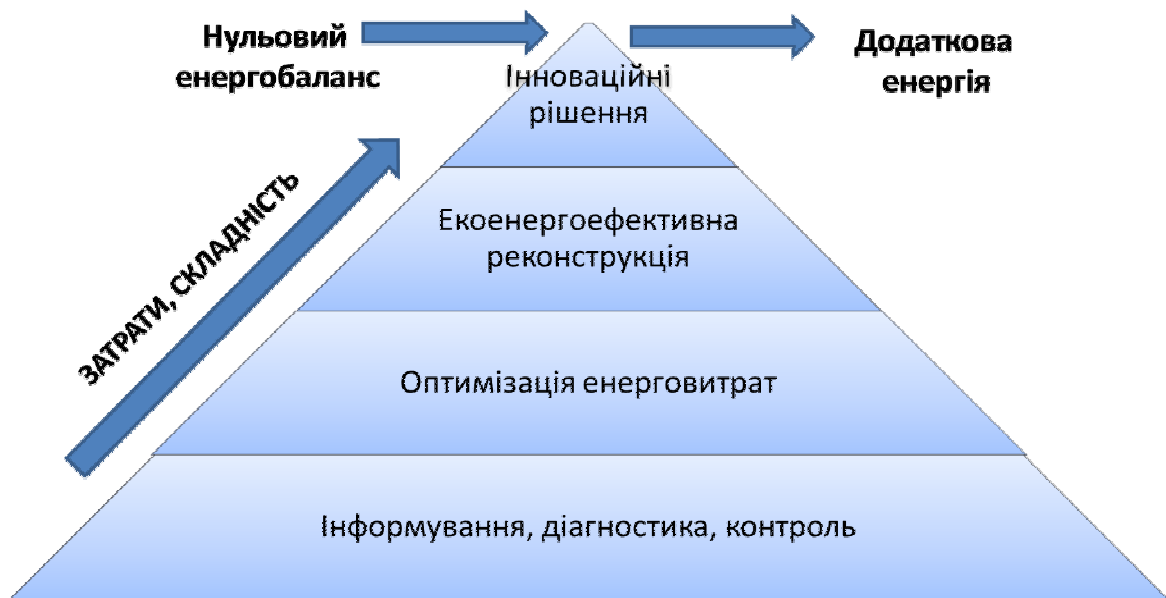 Нульовий
енергобаланс
Додаткова
енергія
Інноваційні
рішення
ЗАТРАТИ, СКЛАДНІСТЬ
Екоенергоефективна
реконструкція
Оптимізація енерговитрат
Інформування, діагностика, контроль